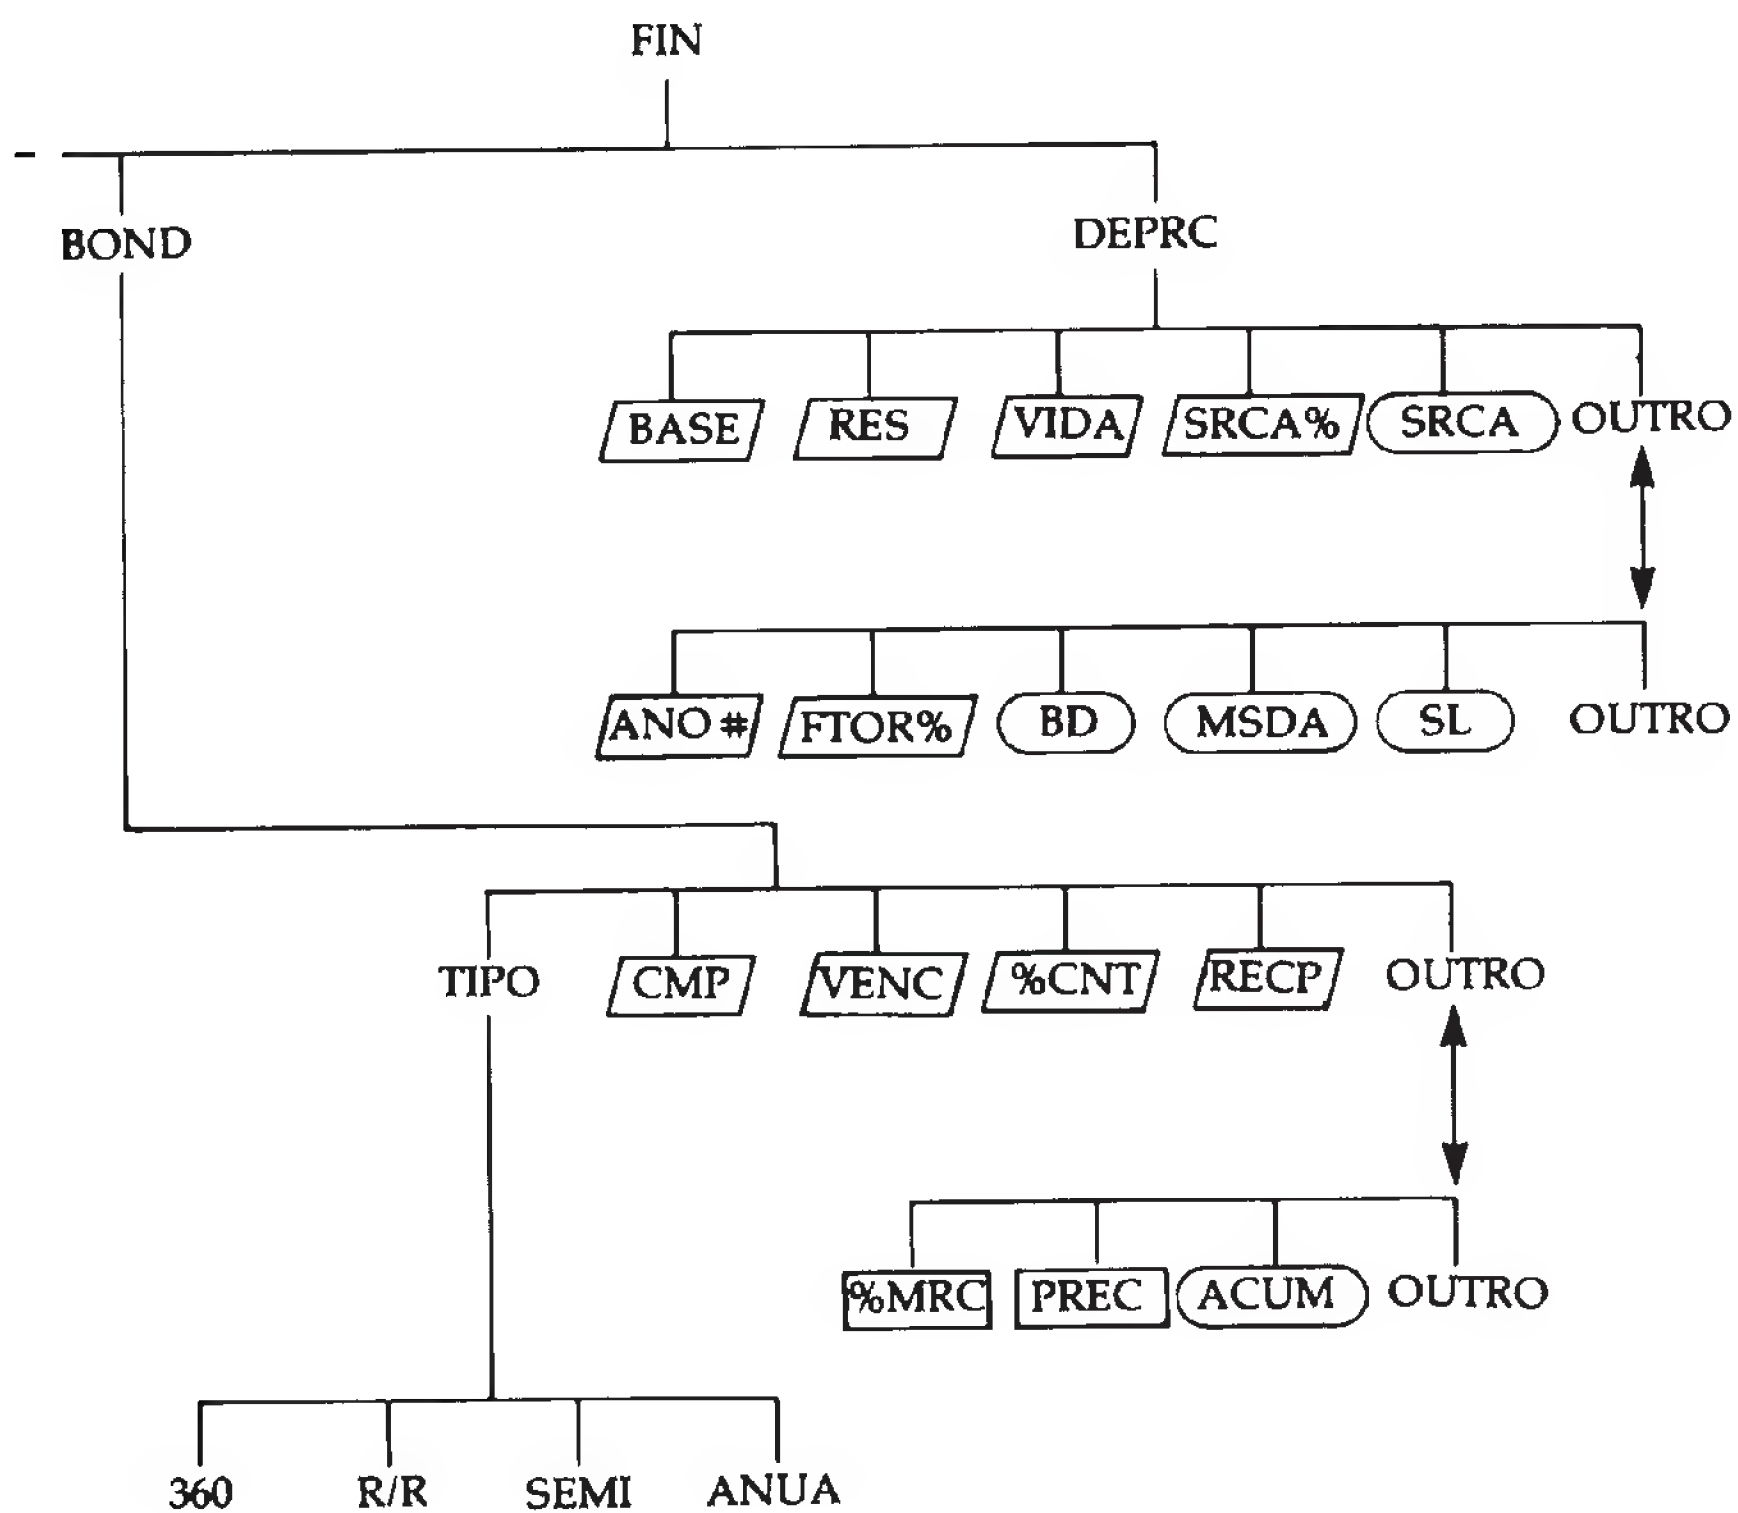 FIN
BOND DEPRC
BASE RES VIDA SRCA% SRCA OUTRO
ANO # FTOR% BD MSDA SL OUTRO
TIPO CMP VENC %CNT RECP OUTRO
%MRC PREC ACUM OUTRO
360 R/R SEMI ANUA